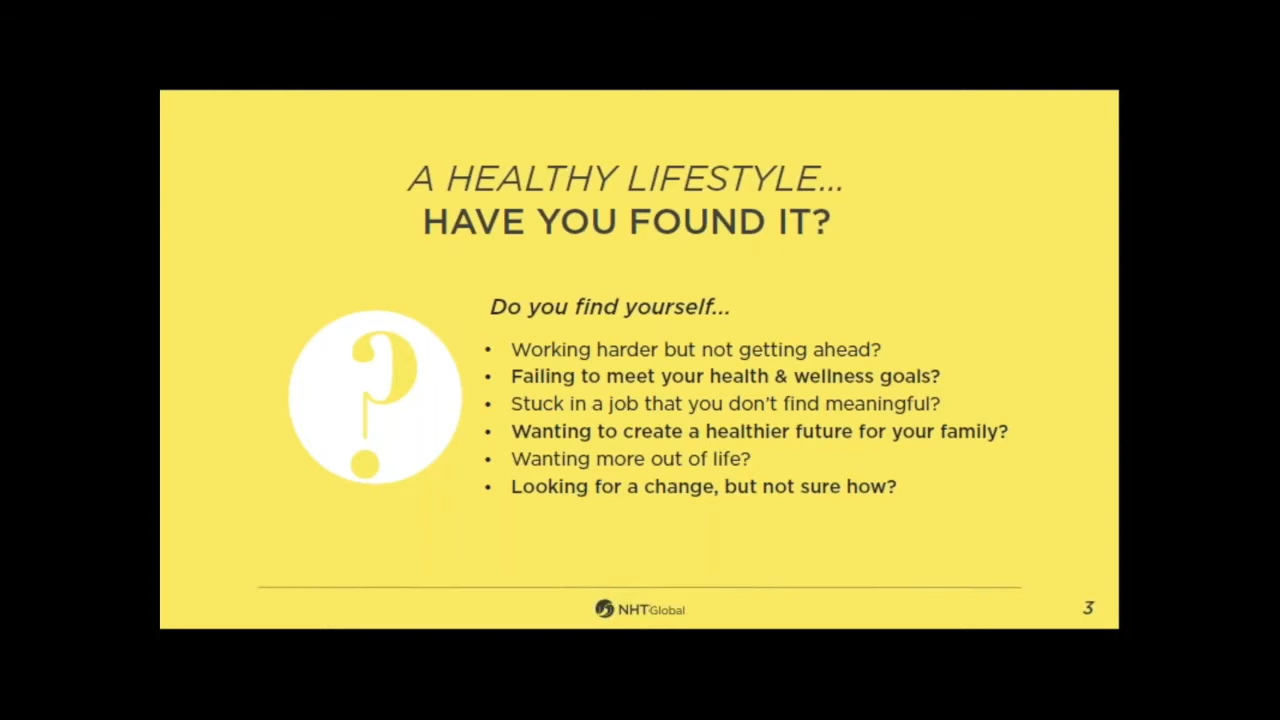 A HEALTHY LIFESTYLE...
HAVE YOU FOUND IT?
Do you find yourself...
• Working harder but not getting ahead?
• Failing to meet your health & wellness goals?
• Stuck in a job that you don't find meaningful?
• Wanting to create a healthier future for your family?
• Wanting more out of life?
• Looking for a change, but not sure how?
?
NHTGlobal
3